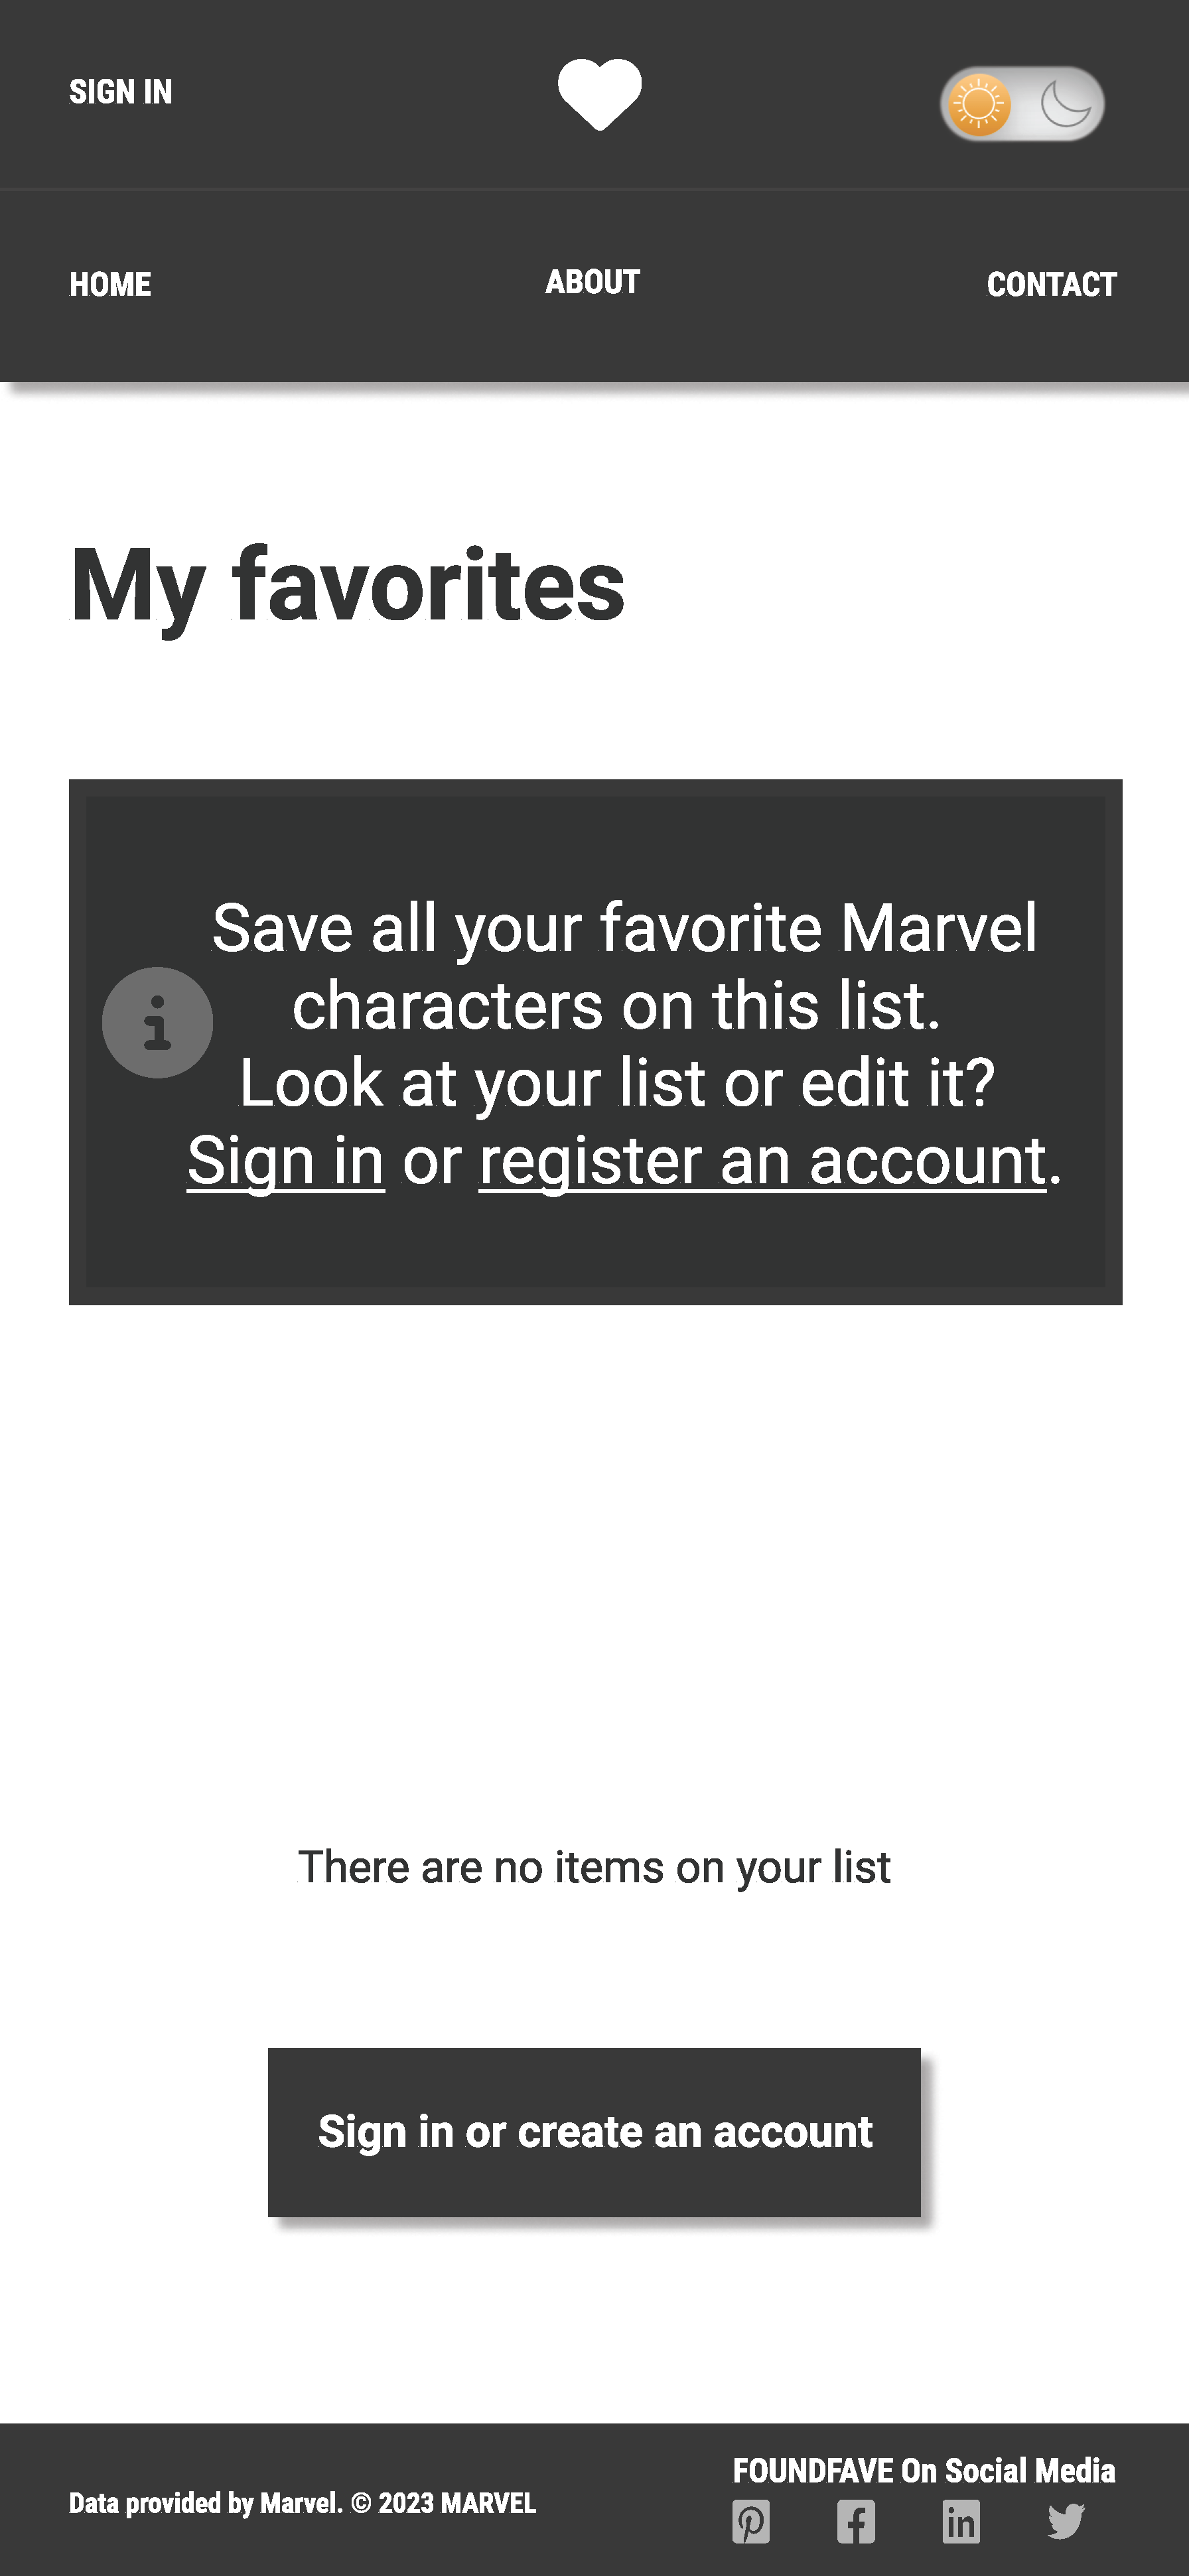 SIGN IN
HOME
ABOUT
CONTACT
My favorites
Save all your favorite Marvel
characters on this list.
Look at your list or edit it?
Sign in or register an account.
There are no items on your list
Sign in or create an account
FOUNDFAVE On Social Media
Data provided by Marvel. © 2023 MARVEL